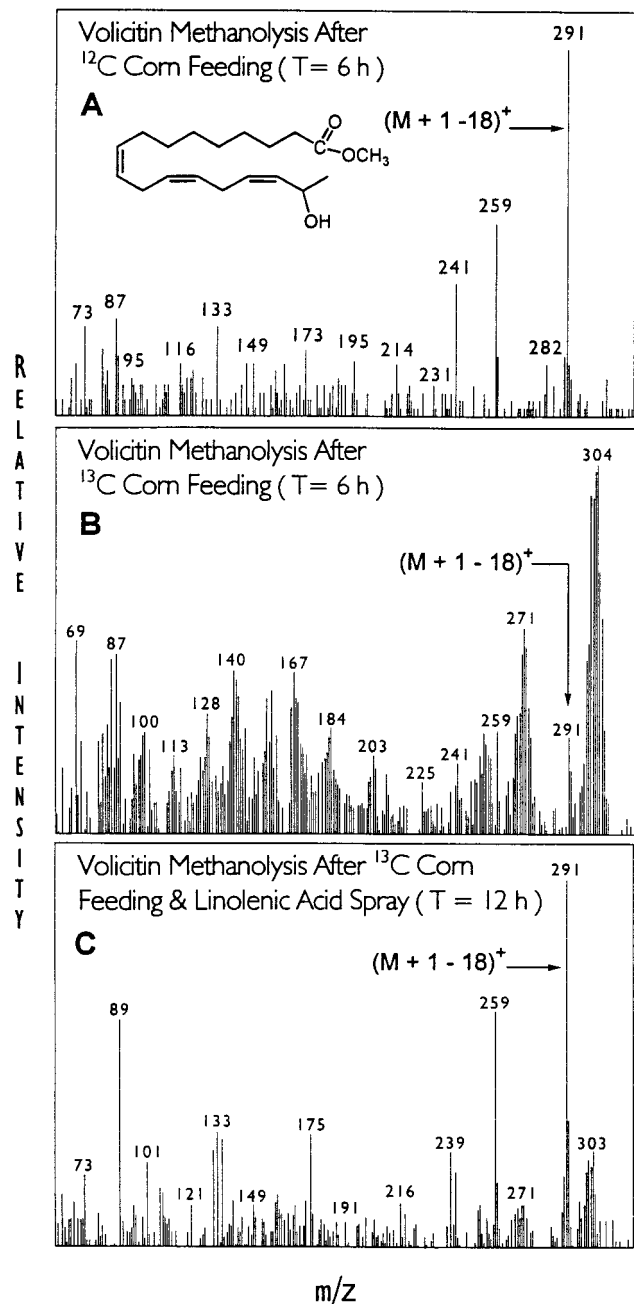 RELATIVE INTENSITY
Volicitin Methanolysis After
¹²C Corn Feeding ( T= 6 h )
A
O
C
OCH₃
OH
(M + 1 -18)⁺
291
259
241
282
73
87
95
116
133
149
173
195
214
231
Volicitin Methanolysis After
¹³C Corn Feeding ( T= 6 h )
B
(M + 1 - 18)⁺
304
69
87
100
113
128
140
167
184
203
225
241
259
271
291
Volicitin Methanolysis After ¹³C Corn
Feeding & Linolenic Acid Spray ( T = 12 h )
C
(M + 1 - 18)⁺
291
259
89
73
101
121
133
149
175
191
216
239
271
303
m/z